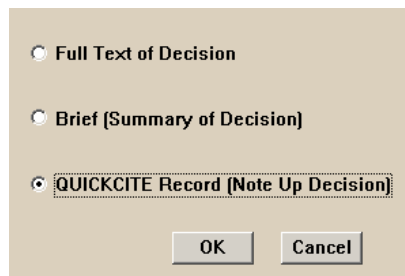 Full Text of Decision
Brief (Summary of Decision)
QUICKCITE Record (Note Up Decision)
OK Cancel